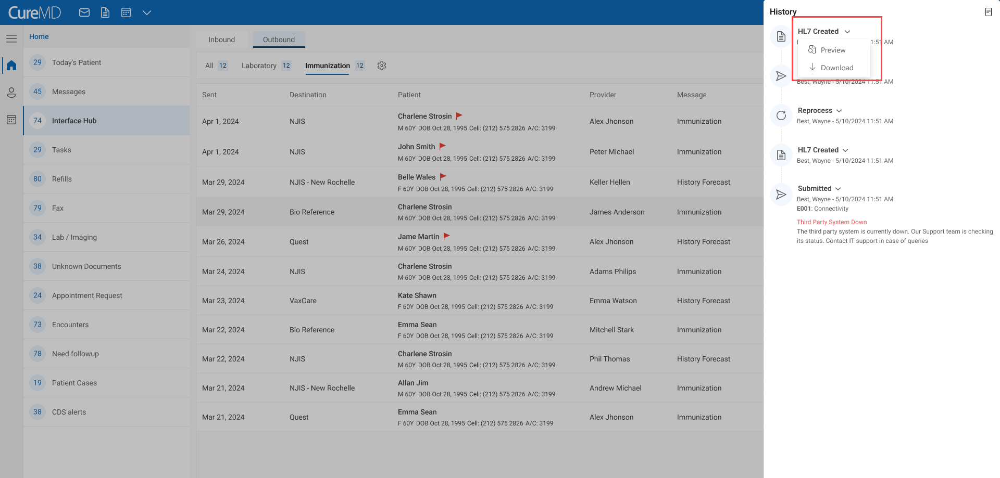 CureMD
Home
29 Today's Patient
45 Messages
74 Interface Hub
29 Tasks
80 Refills
79 Fax
34 Lab / Imaging
38 Unknown Documents
24 Appointment Request
73 Encounters
78 Need followup
19 Patient Cases
38 CDS alerts
Inbound Outbound
All 12 Laboratory 12 Immunization 12
Sent Destination Patient Provider Message
Charlene Strosin
Apr 1, 2024 NJIS Alex Jhonson Immunization
M 60Y DOB Oct 28, 1995 Cell: (212) 575 2826 A/C: 3199
John Smith
Apr 1, 2024 NJIS Peter Michael Immunization
M 60Y DOB Oct 28, 1995 Cell: (212) 575 2826 A/C: 3199
Belle Wales
Mar 29, 2024 NJIS - New Rochelle Keller Hellen History Forecast
F 60Y DOB Oct 28, 1995 Cell: (212) 575 2826 A/C: 3199
Charlene Strosin
Mar 29, 2024 Bio Reference James Anderson Immunization
M 60Y DOB Oct 28, 1995 Cell: (212) 575 2826 A/C: 3199
Jame Martin
Mar 26, 2024 Quest Alex Jhonson History Forecast
M 60Y DOB Oct 28, 1995 Cell: (212) 575 2826 A/C: 3199
Charlene Strosin
Mar 24, 2024 NJIS Adams Philips Immunization
M 60Y DOB Oct 28, 1995 Cell: (212) 575 2826 A/C: 3199
Kate Shawn
Mar 23, 2024 VaxCare Emma Watson History Forecast
F 60Y DOB Oct 28, 1995 Cell: (212) 575 2826 A/C: 3199
Emma Sean
Mar 22, 2024 Bio Reference Mitchell Stark Immunization
F 60Y DOB Oct 28, 1995 Cell: (212) 575 2826 A/C: 3199
Charlene Strosin
Mar 22, 2024 NJIS Phil Thomas History Forecast
M 60Y DOB Oct 28, 1995 Cell: (212) 575 2826 A/C: 3199
Allan Jim
Mar 21, 2024 NJIS - New Rochelle Andrew Michael Immunization
M 60Y DOB Oct 28, 1995 Cell: (212) 575 2826 A/C: 3199
Emma Sean
Mar 21, 2024 Quest Alex Jhonson Immunization
F 60Y DOB Oct 28, 1995 Cell: (212) 575 2826 A/C: 3199
History
HL7 Created
1:51 AM
Preview
Download
Best, Wayne - 5/10/2024 11:51 AM
Reprocess
Best, Wayne - 5/10/2024 11:51 AM
HL7 Created
Best, Wayne - 5/10/2024 11:51 AM
Submitted
Best, Wayne - 5/10/2024 11:51 AM
E001: Connectivity
Third Party System Down
The third party system is currently down. Our Support team is checking
its status. Contact IT support in case of queries